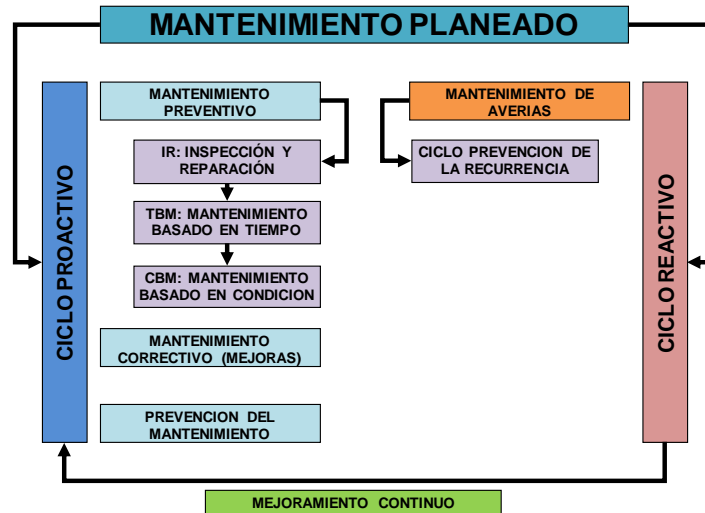 MANTENIMIENTO PLANEADO
CICLO PROACTIVO
MANTENIMIENTO
PREVENTIVO
IR: INSPECCIÓN Y
REPARACIÓN
TBM: MANTENIMIENTO
BASADO EN TIEMPO
CBM: MANTENIMIENTO
BASADO EN CONDICION
MANTENIMIENTO
CORRECTIVO (MEJORAS)
PREVENCION DEL
MANTENIMIENTO
MANTENIMIENTO DE
AVERIAS
CICLO PREVENCION DE
LA RECURRENCIA
CICLO REACTIVO
MEJORAMIENTO CONTINUO